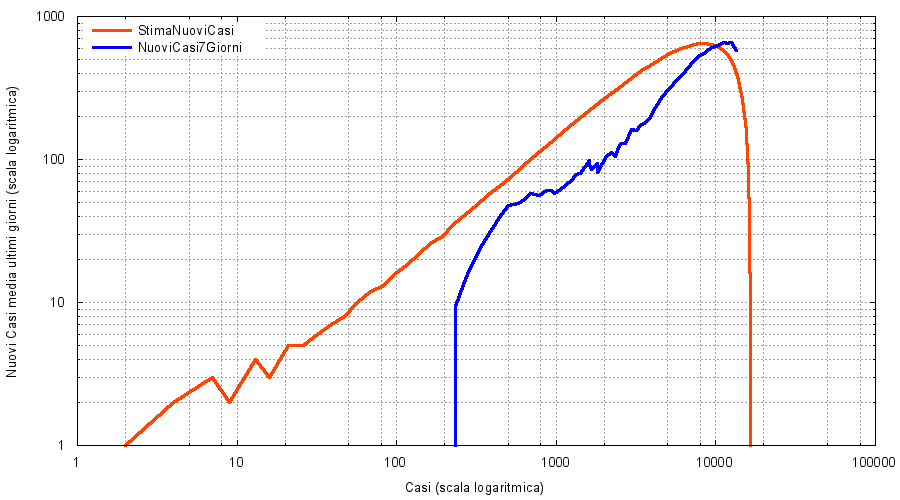 1000
StimaNuoviCasi
NuoviCasi7Giorni
Nuovi Casi media ultimi giorni (scala logaritmica)
100
10
1
1 10 100 1000 10000 100000
Casi (scala logaritmica)